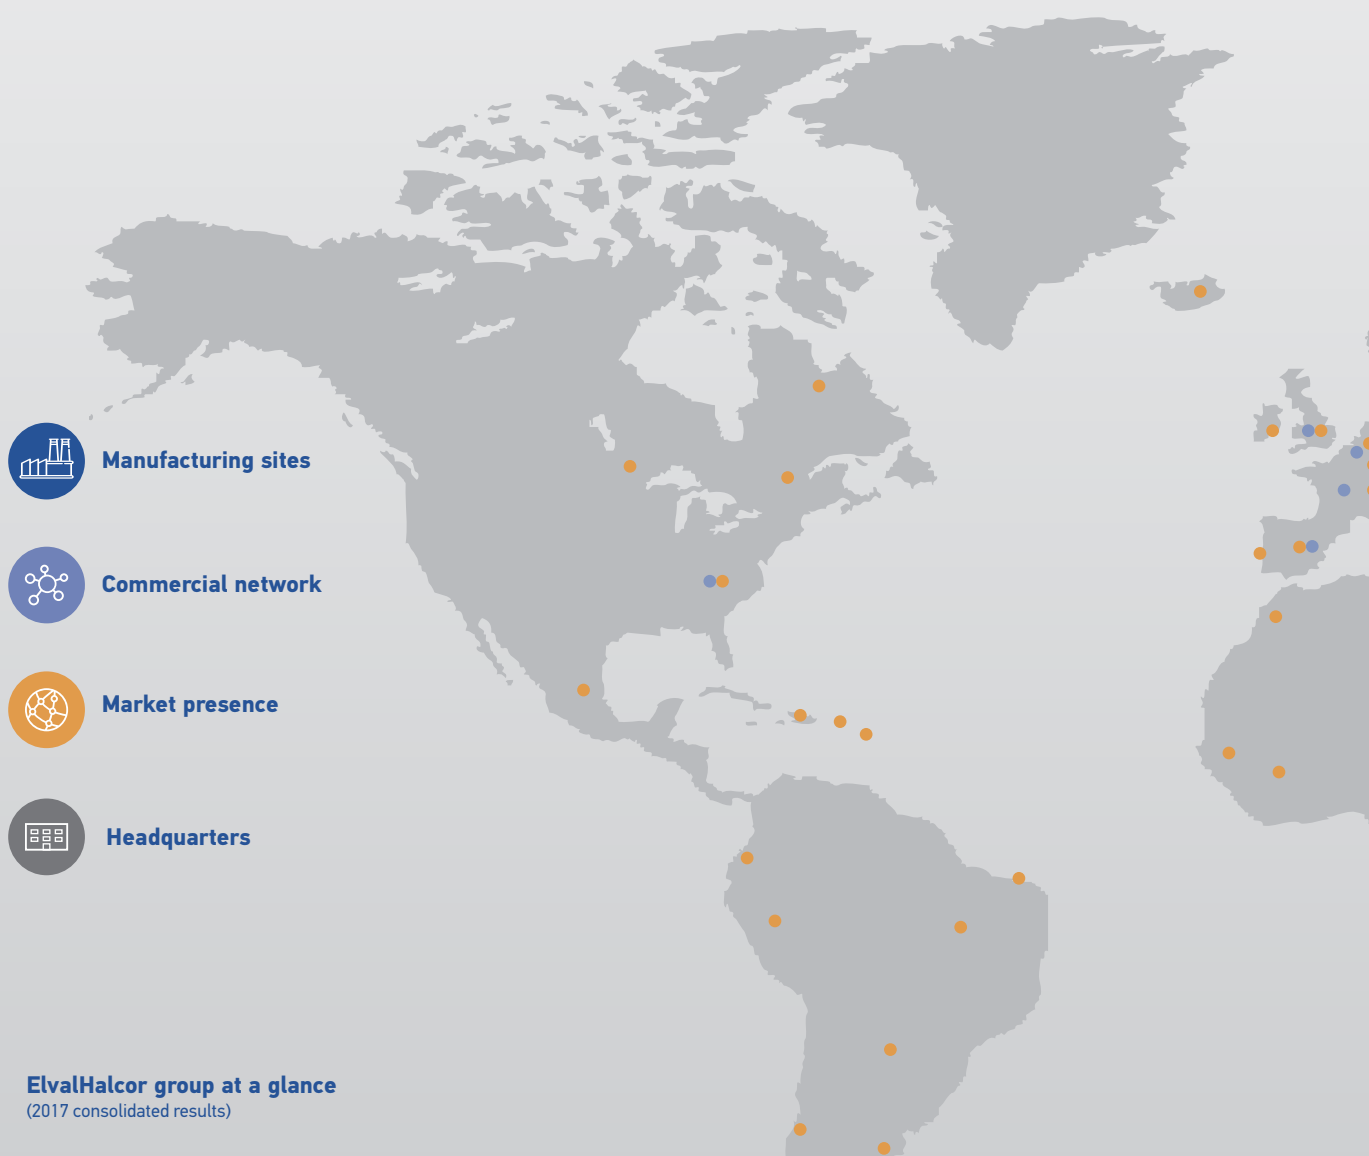 Manufacturing sites
Commercial network
Market presence
Headquarters
ElvalHalcor group at a glance
(2017 consolidated results)